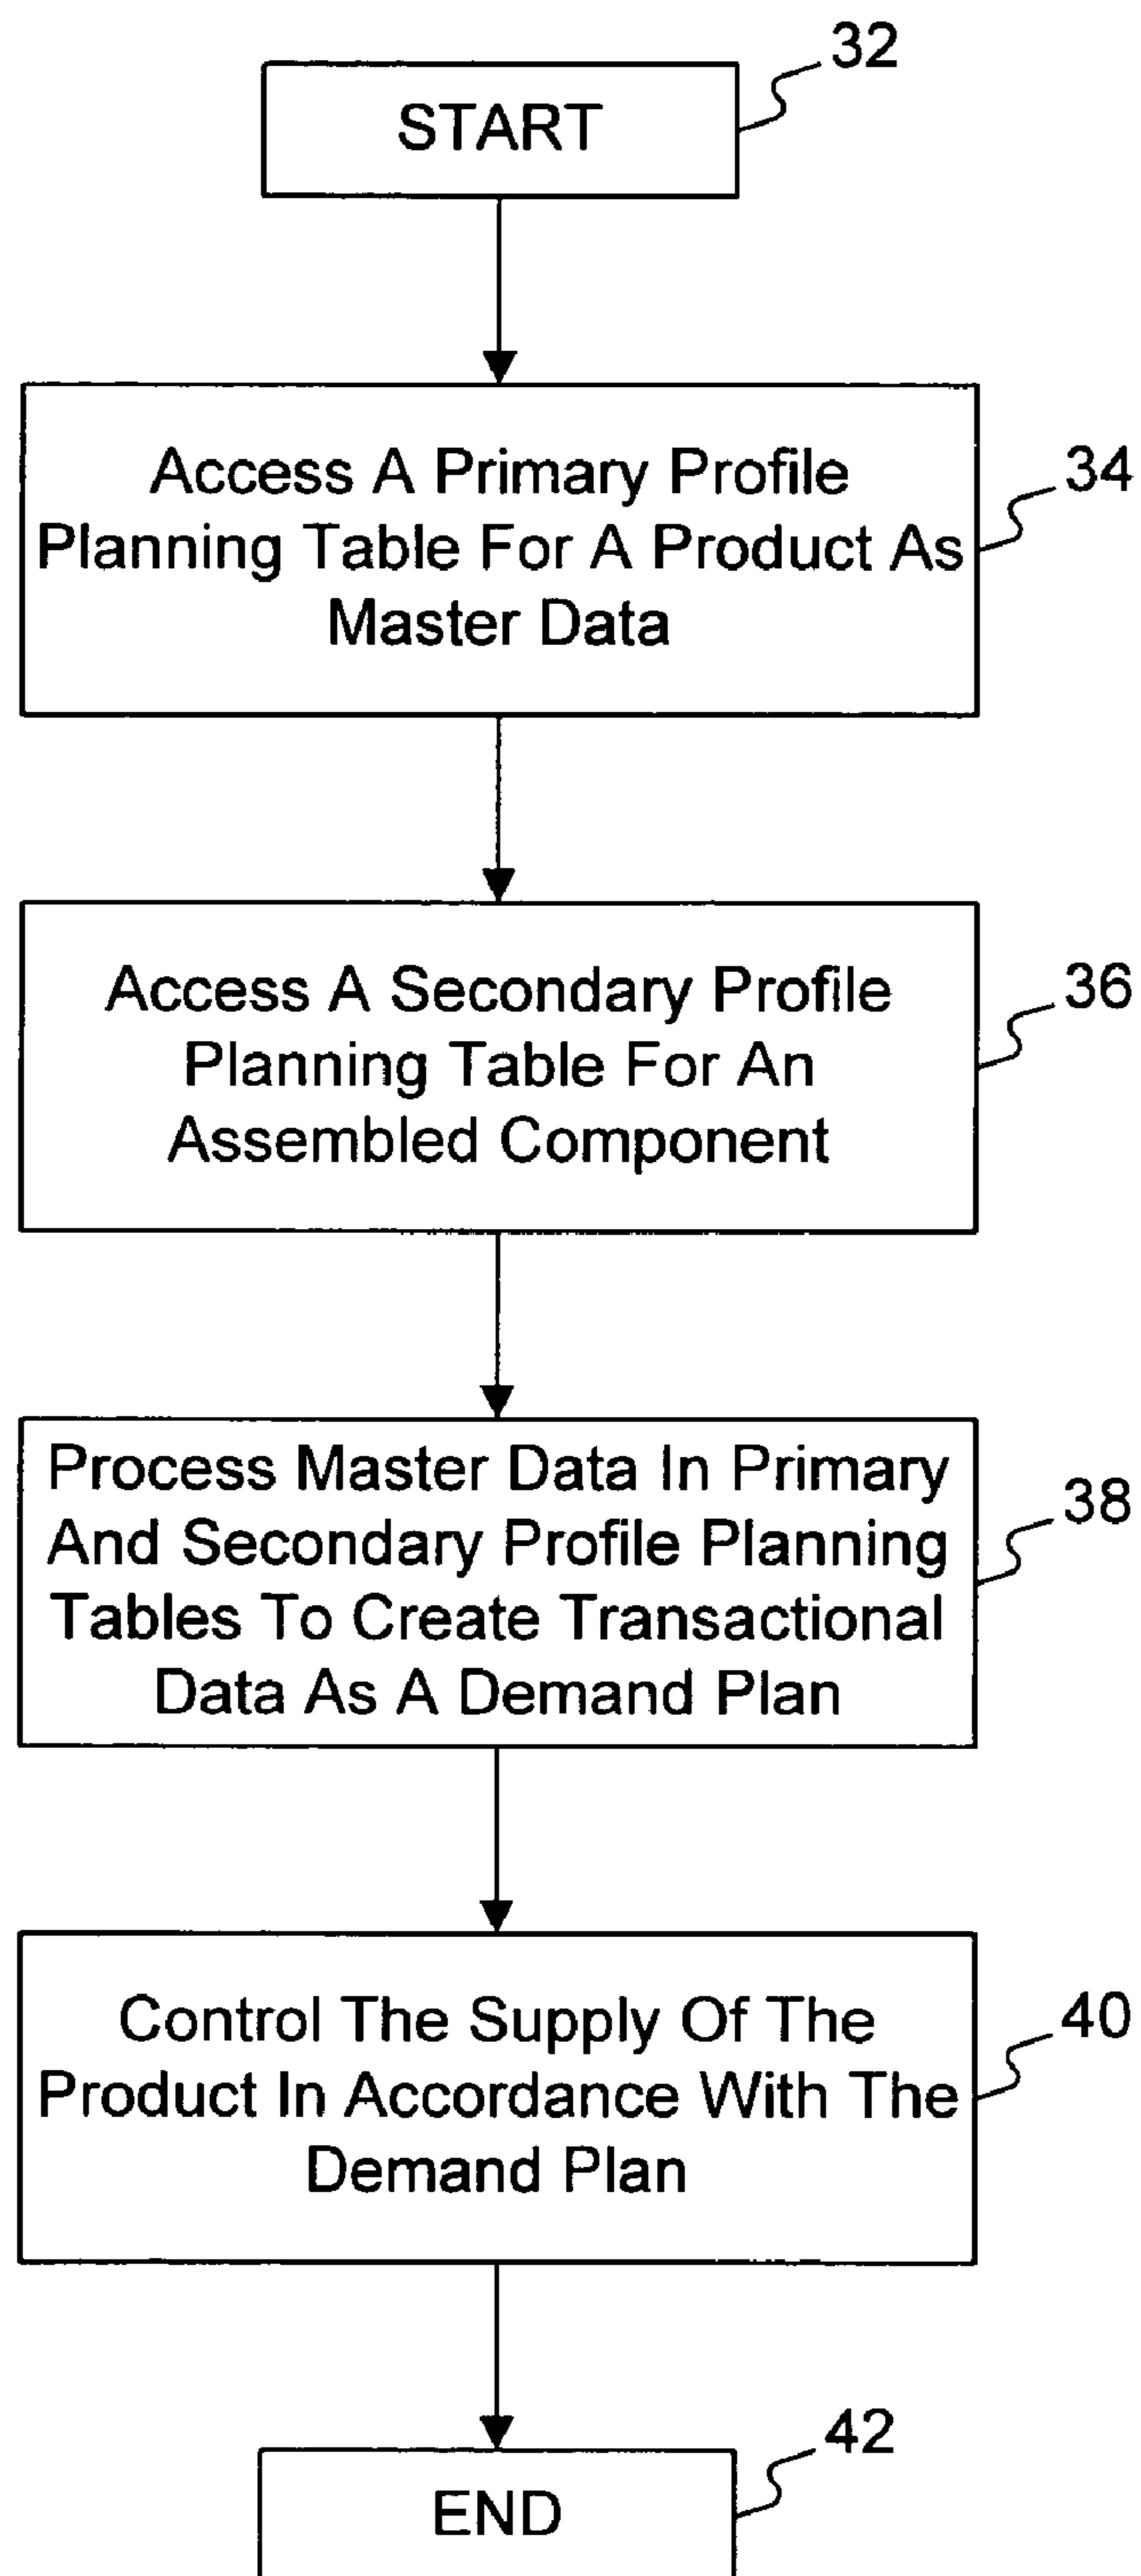 32
START
Access A Primary Profile
34
Planning Table For A Product As
Master Data
Access A Secondary Profile
36
Planning Table For An
Assembled Component
Process Master Data In Primary
38
And Secondary Profile Planning
Tables To Create Transactional
Data As A Demand Plan
Control The Supply Of The
40
Product In Accordance With The
Demand Plan
42
END